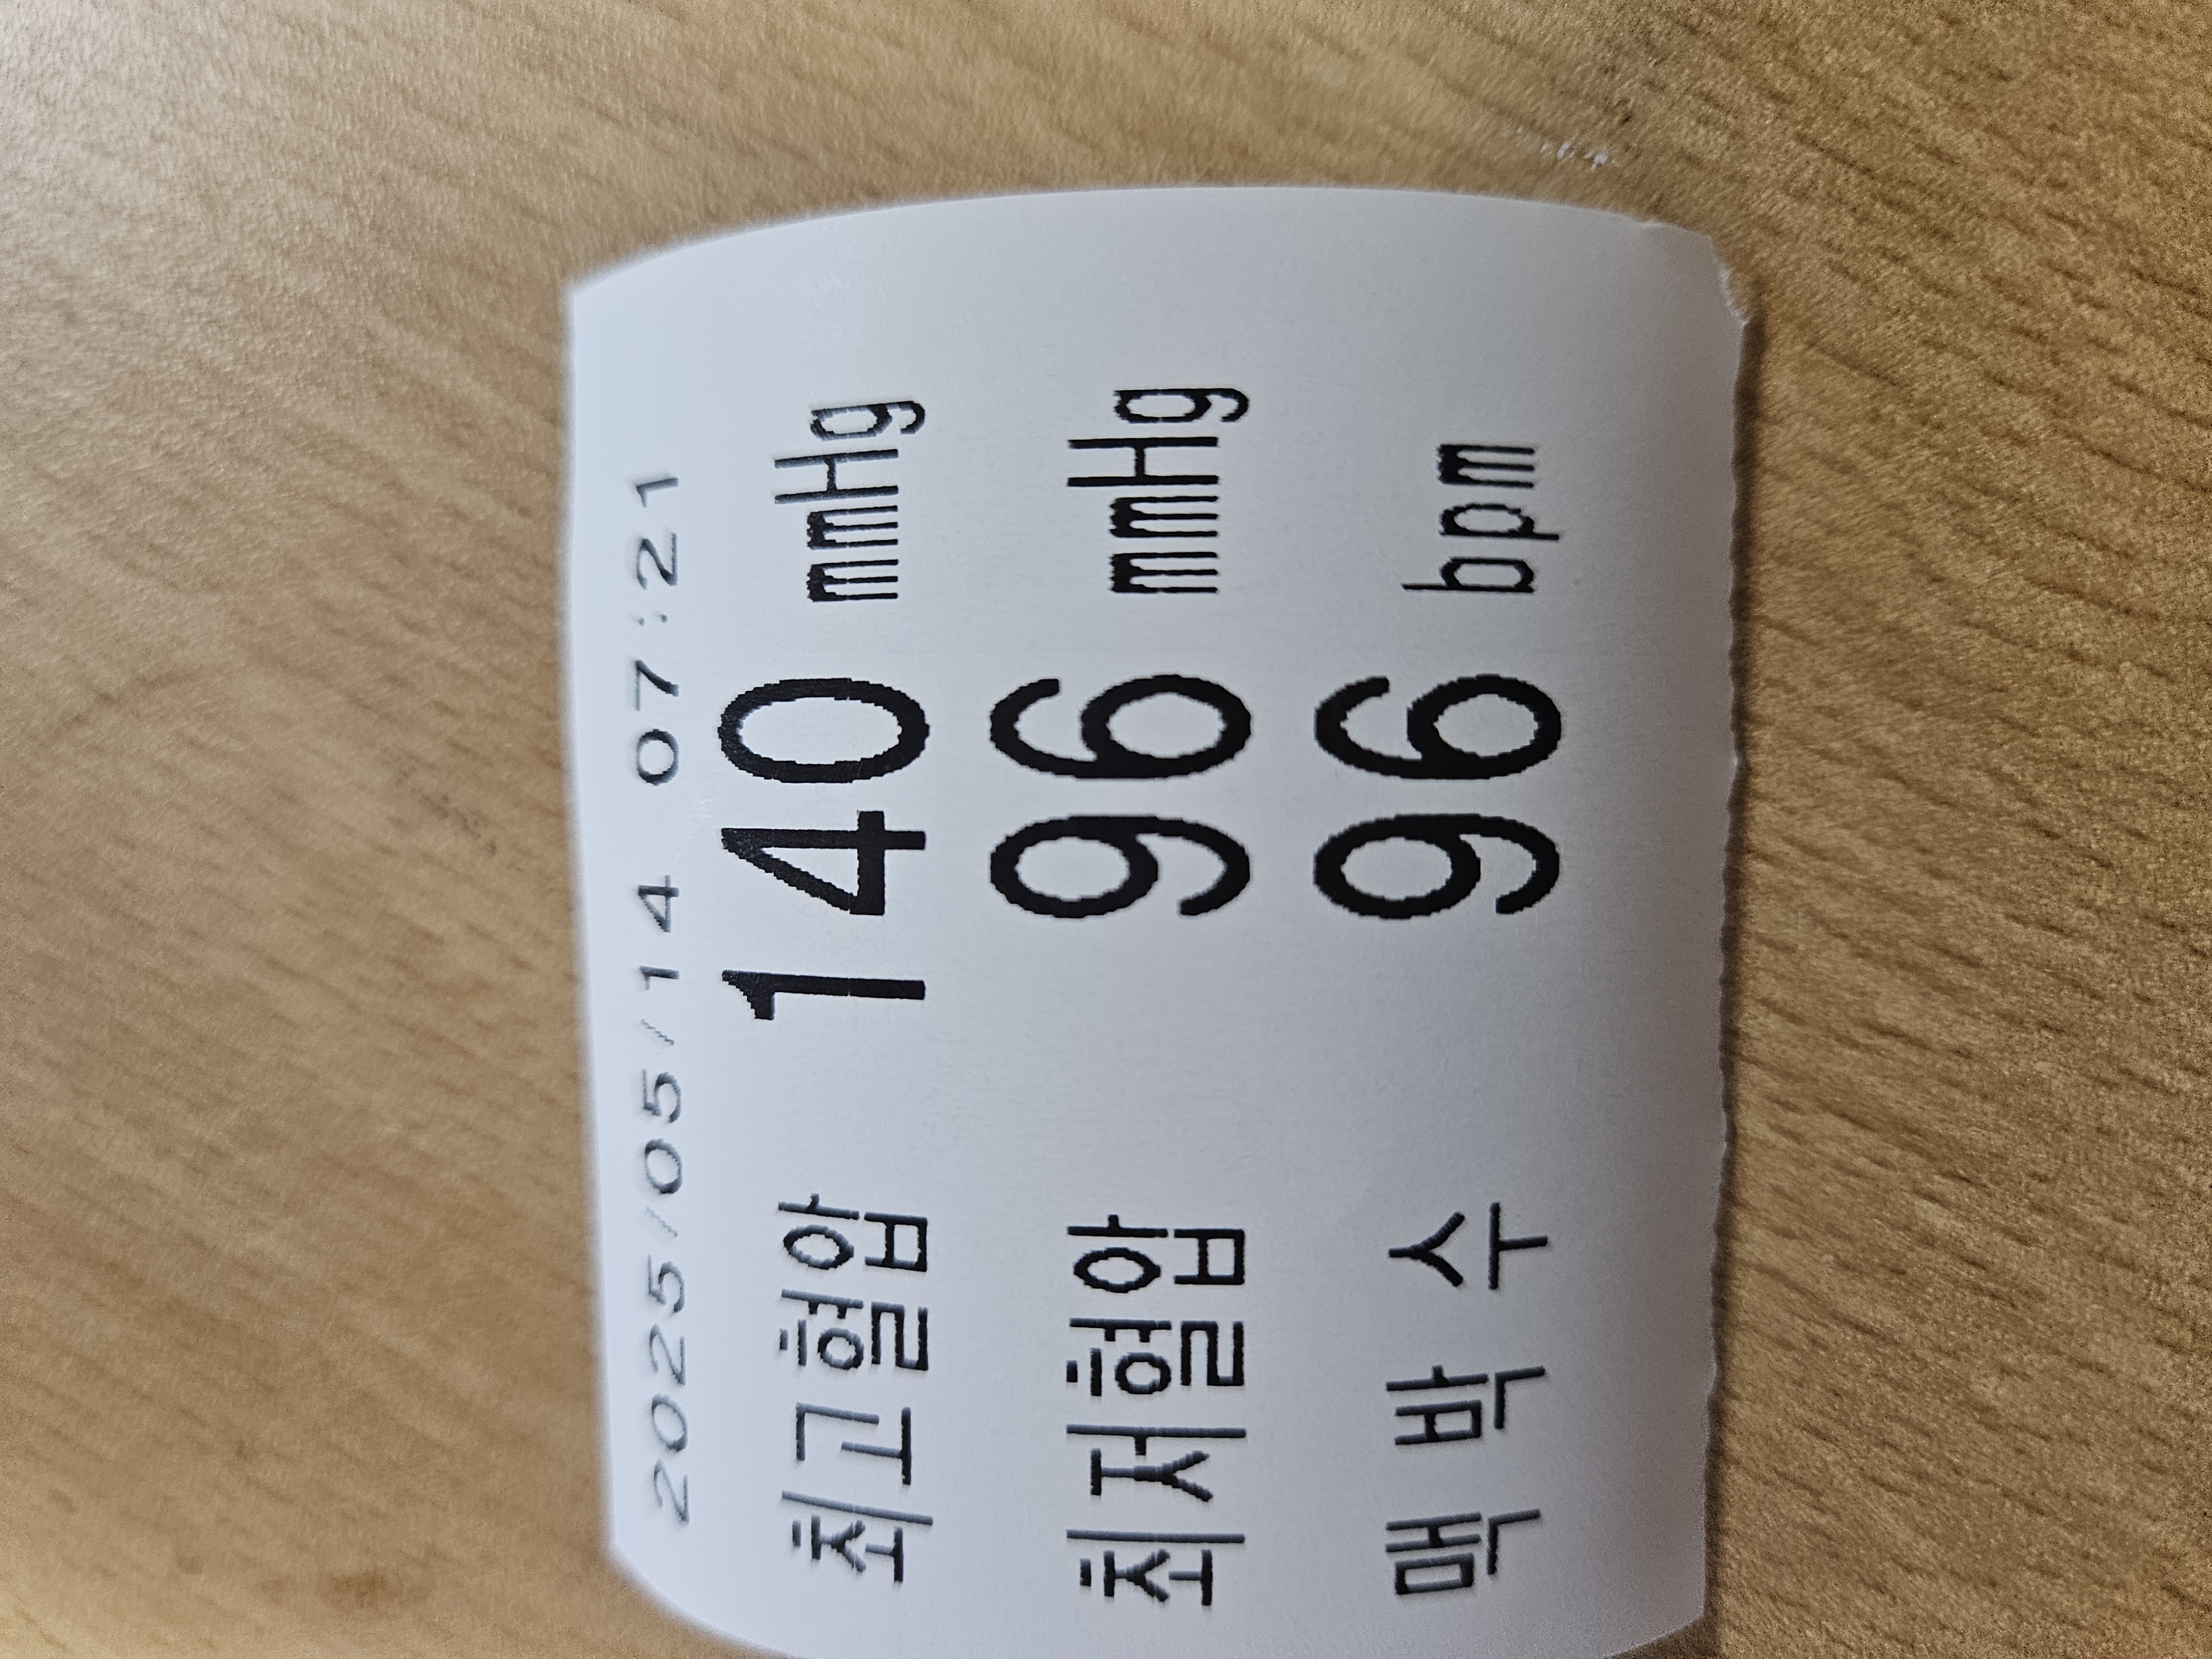 2025/05/14 07:21
최고혈압 140 mmHg
최저혈압 96 mmHg
맥박수 96 bpm